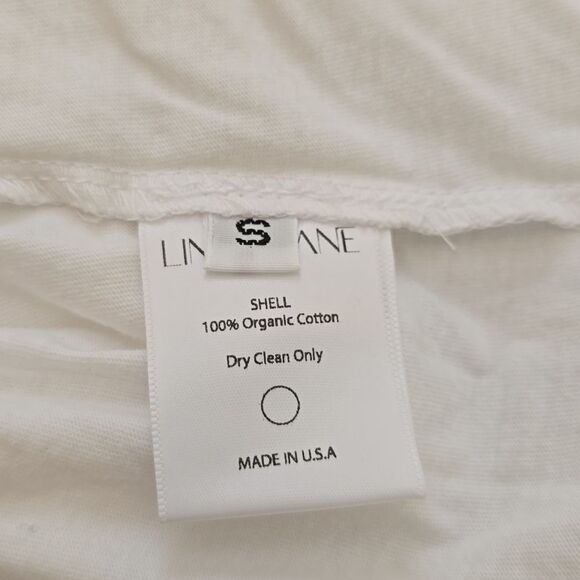 S
SHELL
100% Organic Cotton
Dry Clean Only
MADE IN U.S.A